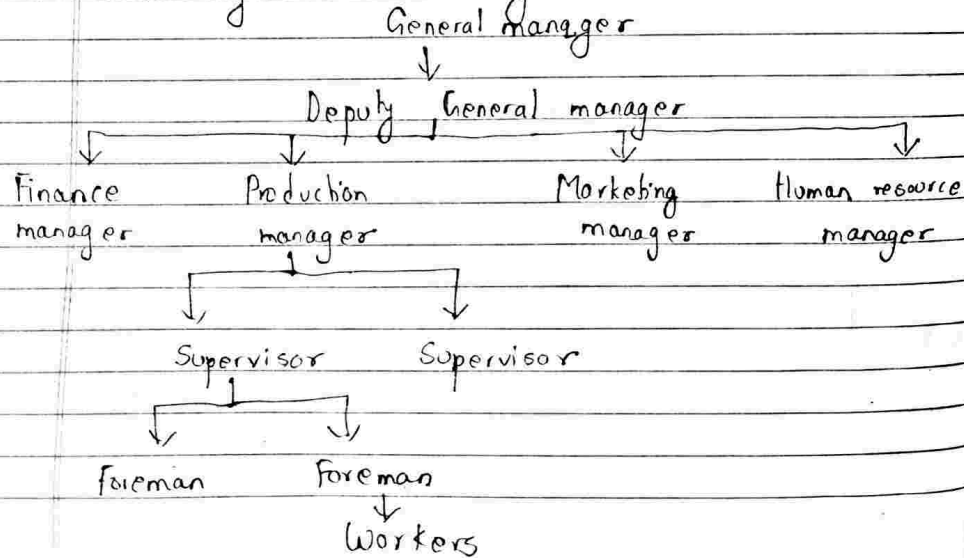 General manager
Deputy General manager
Finance Production Marketing Human resource
manager manager manager manager
Supervisor Supervisor
Foreman Foreman
Workers